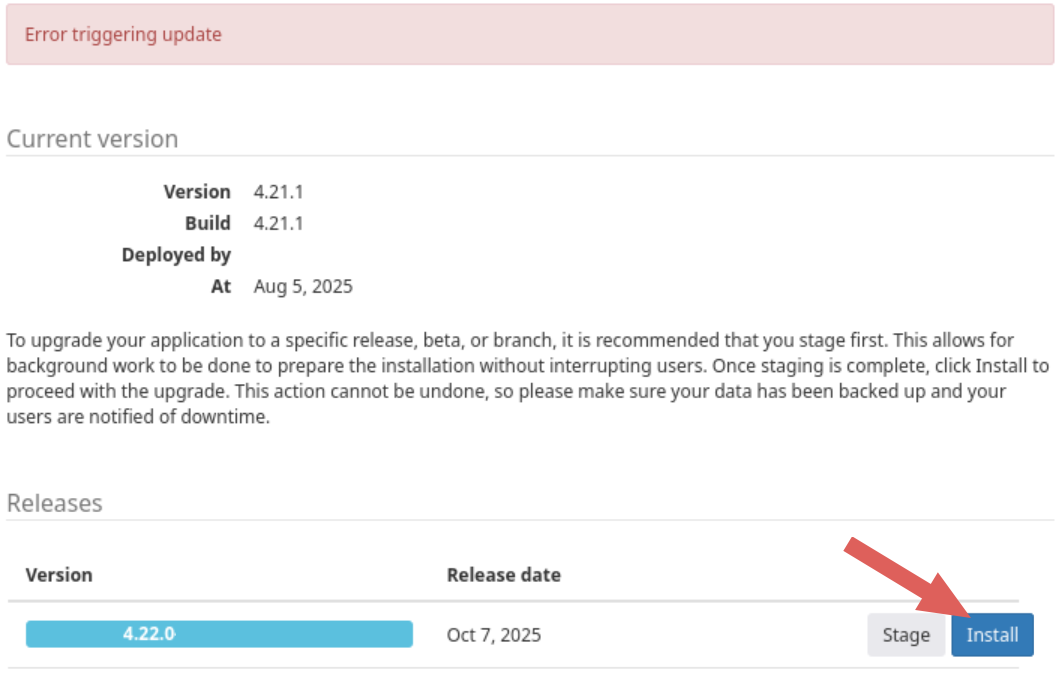 Error triggering update
Current version
Version 4.21.1
Build 4.21.1
Deployed by
At Aug 5, 2025
To upgrade your application to a specific release, beta, or branch, it is recommended that you stage first. This allows for
background work to be done to prepare the installation without interrupting users. Once staging is complete, click Install to
proceed with the upgrade. This action cannot be undone, so please make sure your data has been backed up and your
users are notified of downtime.
Releases
Version Release date
4.22.0 Oct 7, 2025 Stage Install